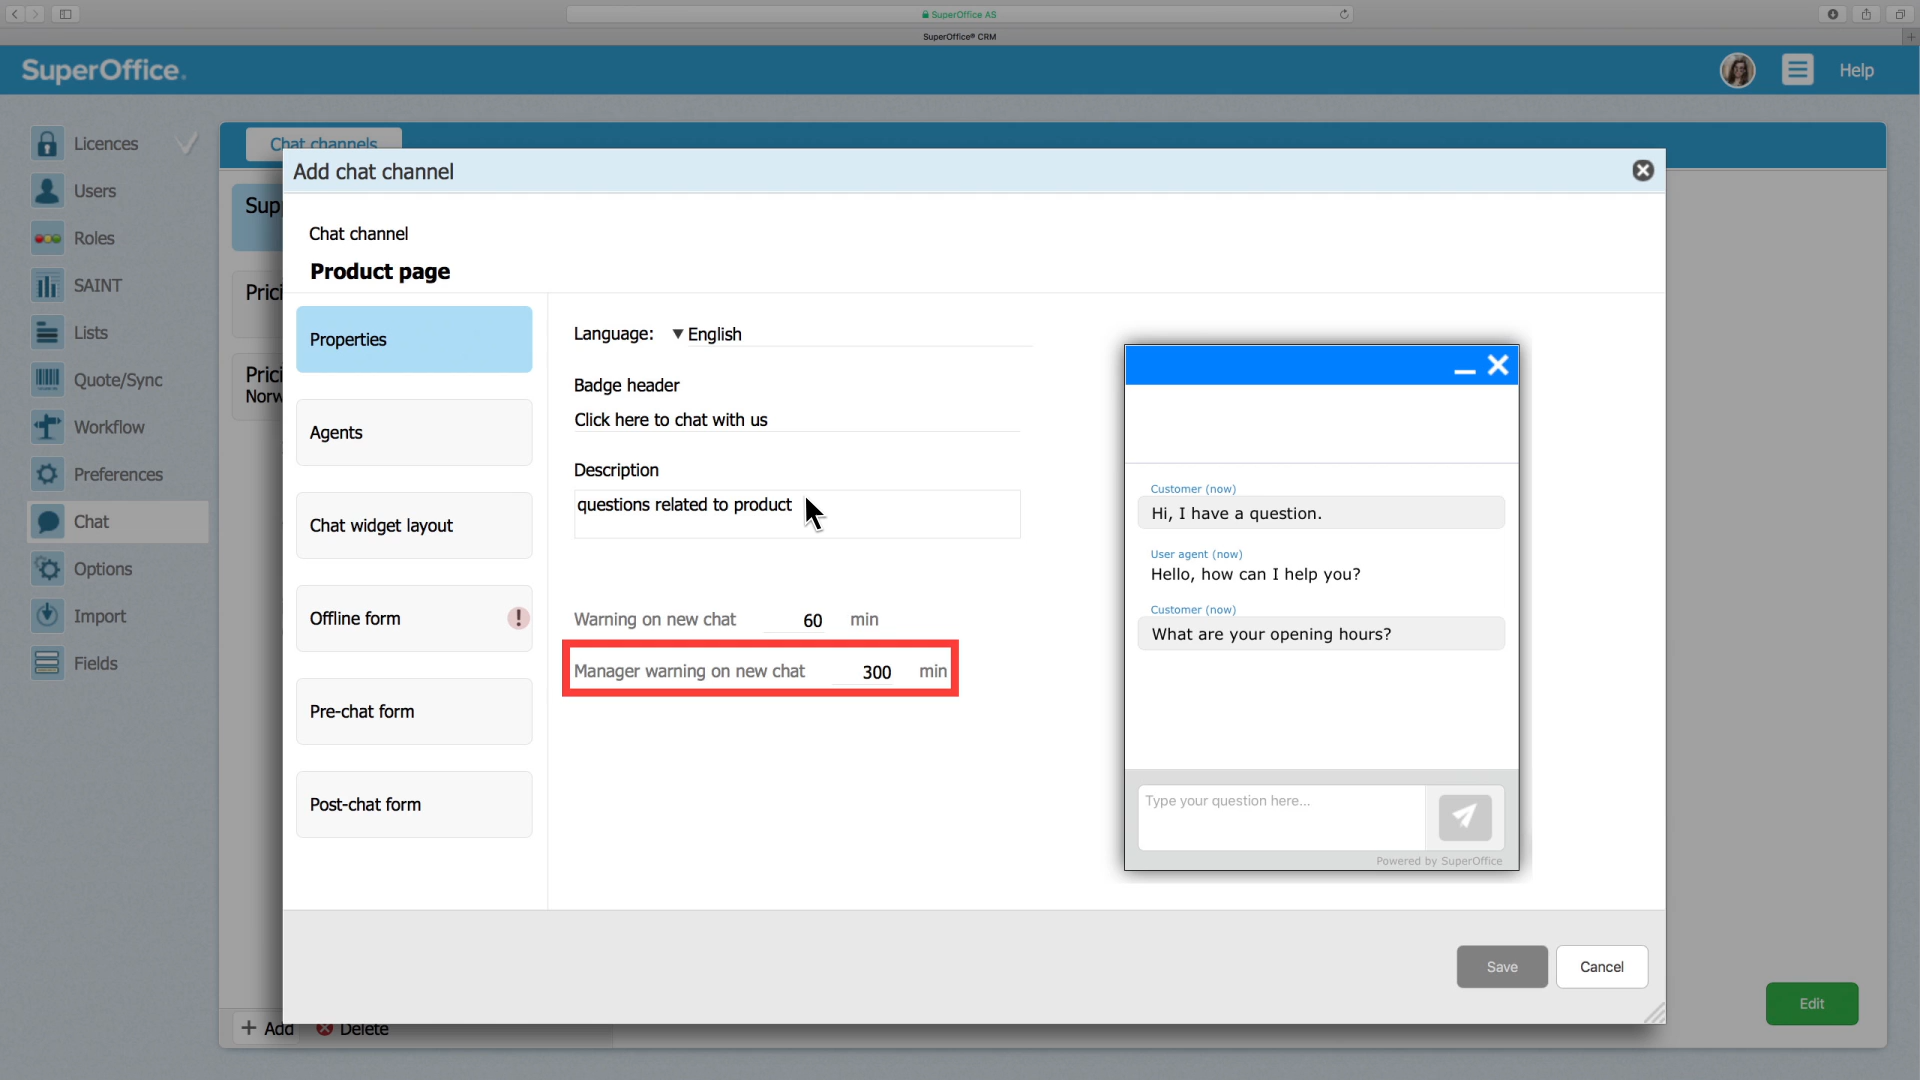 SuperOffice AS
SuperOffice® CRM
SuperOffice.
Help
Licences
Users
Roles
SAINT
Lists
Quote/Sync
Workflow
Preferences
Chat
Options
Import
Fields
Chat channels
Sup
Prici
Prici
Norw
Add chat channel
Chat channel
Product page
Properties
Agents
Chat widget layout
Offline form
!
Pre-chat form
Post-chat form
Language: ▼ English
Badge header
Click here to chat with us
Description
questions related to product
Warning on new chat 60 min
Manager warning on new chat 300 min
Customer (now)
Hi, I have a question.
User agent (now)
Hello, how can I help you?
Customer (now)
What are your opening hours?
Type your question here...
Powered by SuperOffice
Save
Cancel
+ Add
Delete
Edit